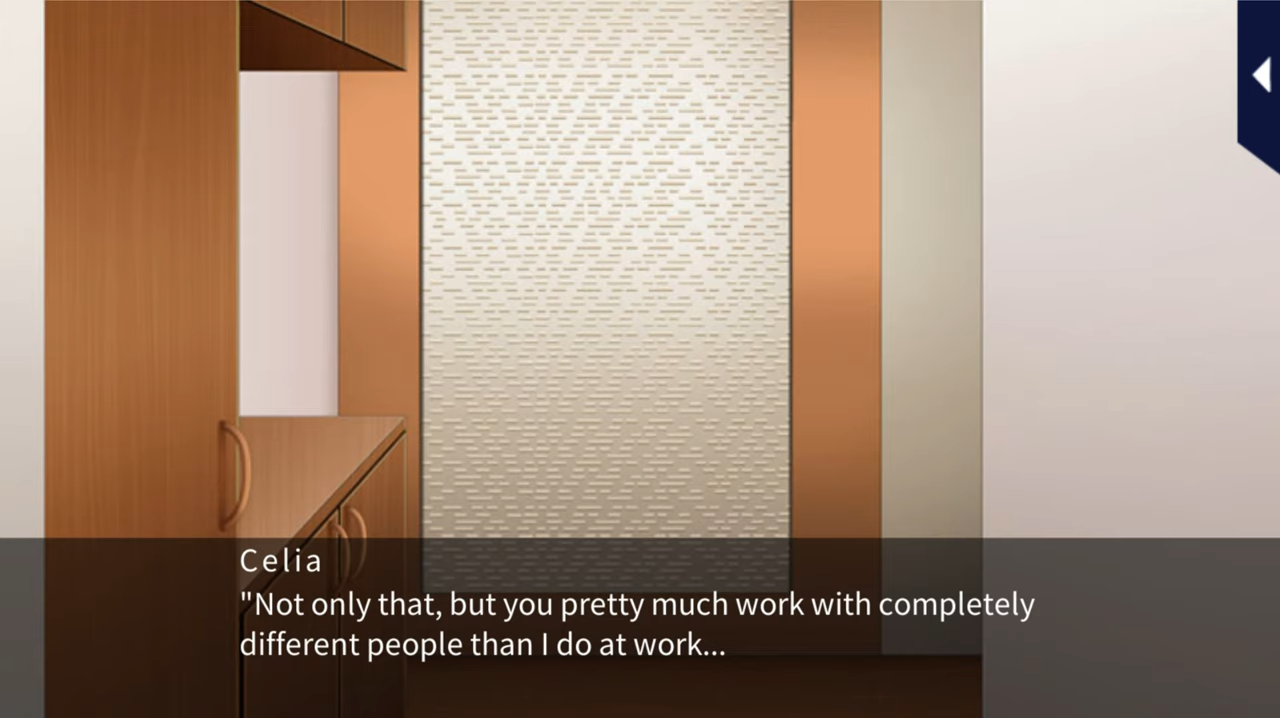 Celia
"Not only that, but you pretty much work with completely
different people than I do at work...